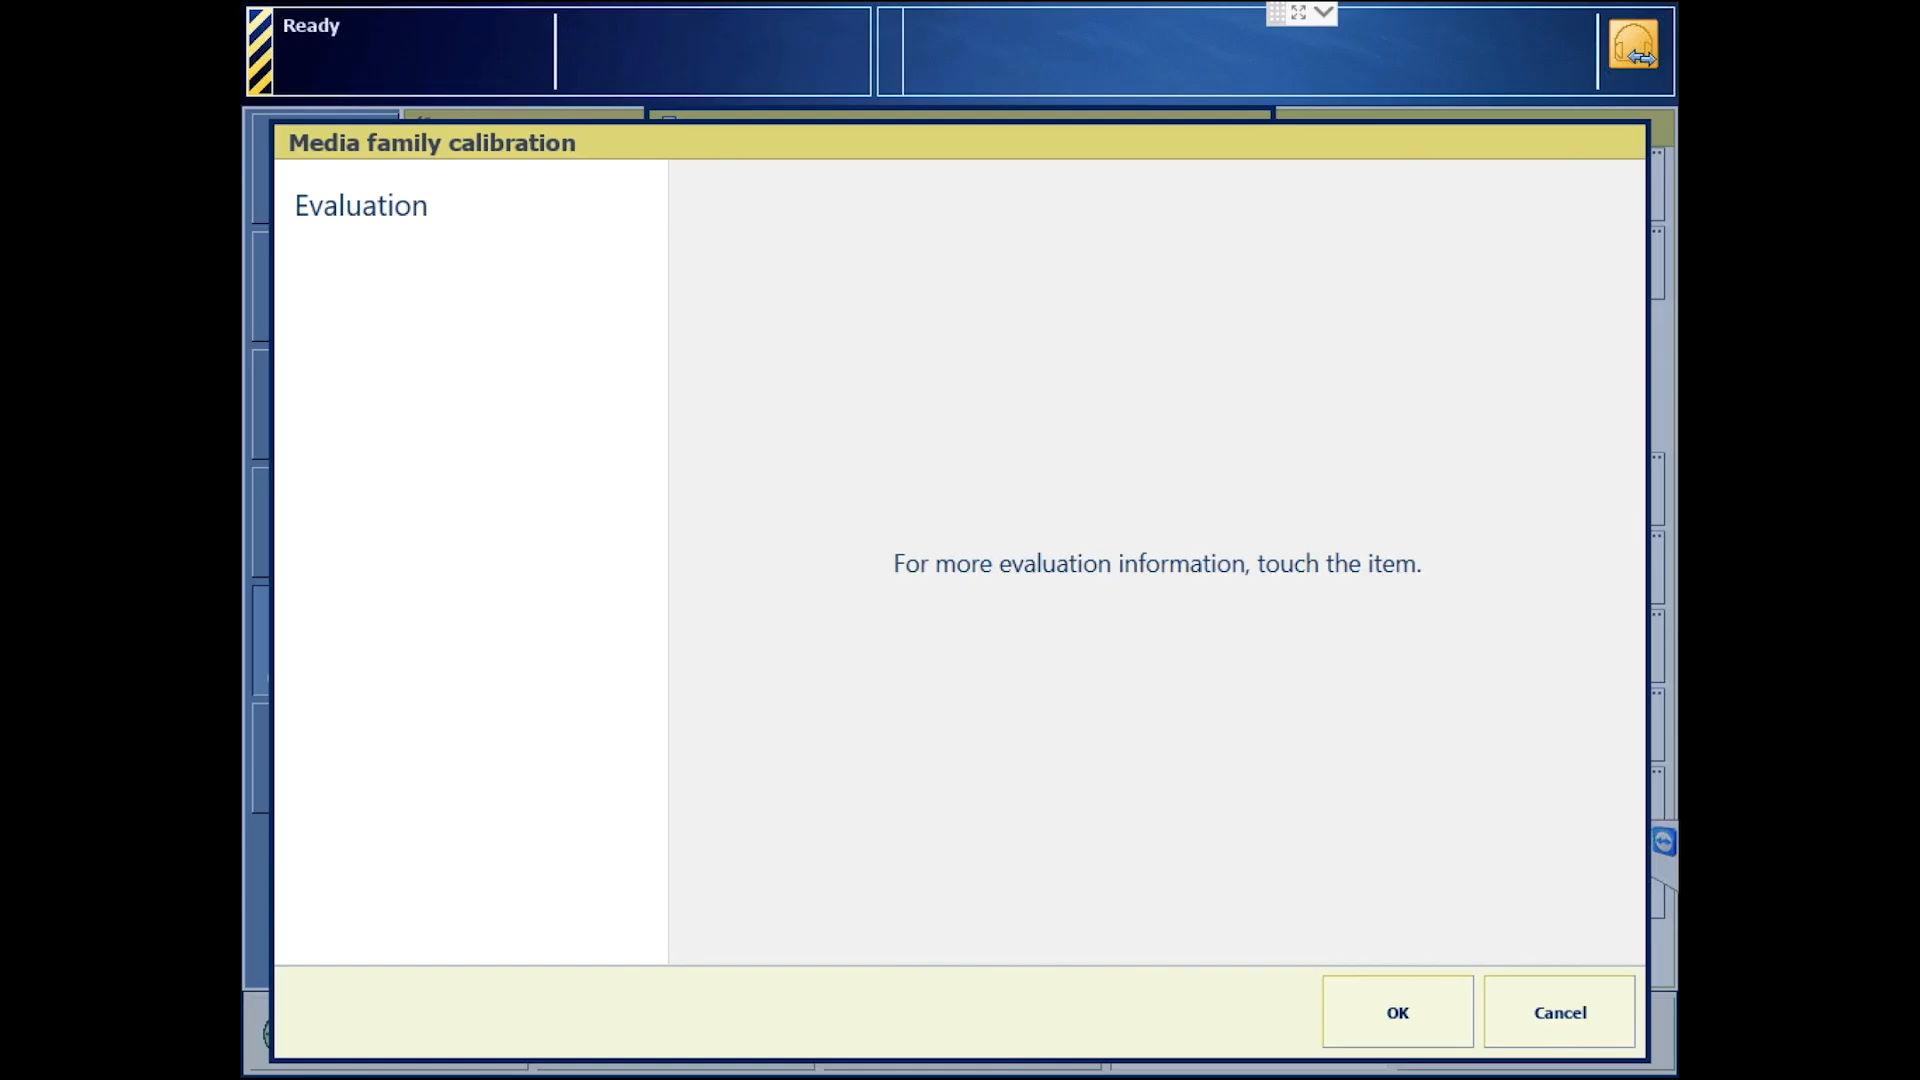 Ready
Media family calibration
Evaluation
For more evaluation information, touch the item.
OK
Cancel